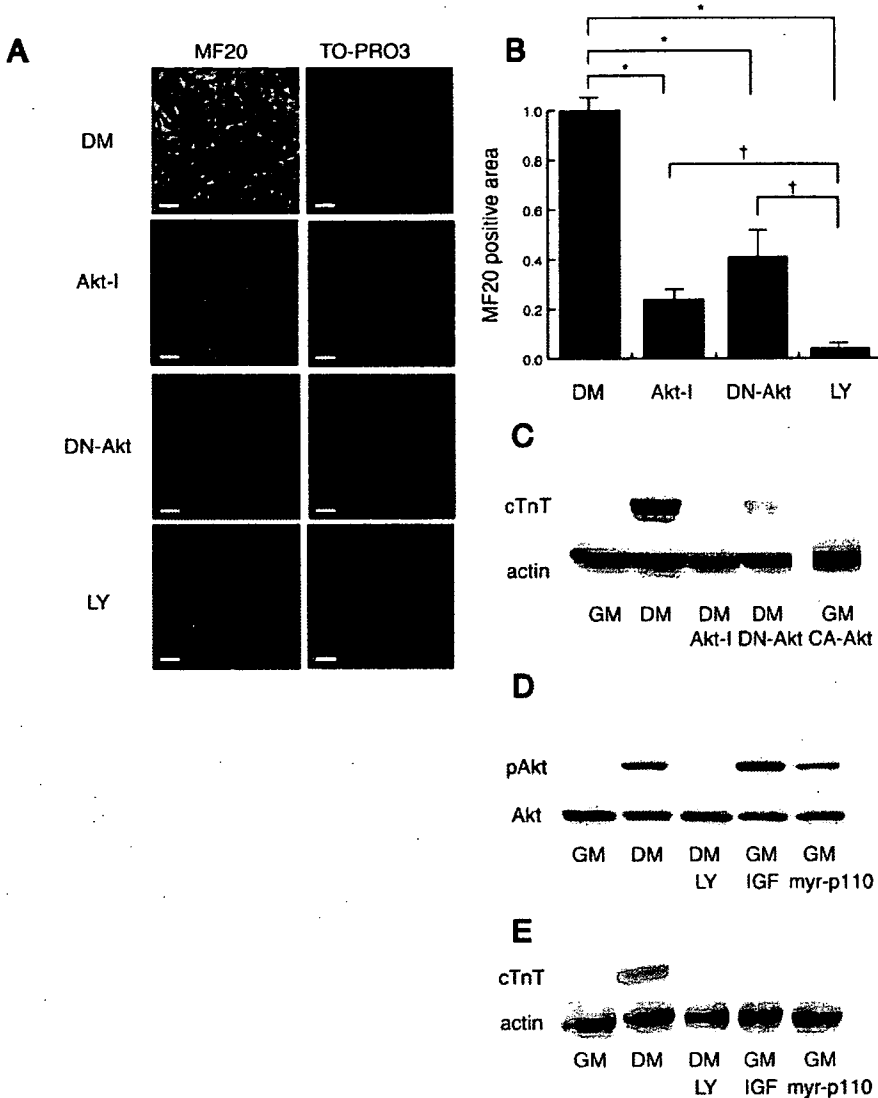 A
MF20 TO-PRO3
DM
Akt-I
DN-Akt
LY
B
*
*
*
†
†
MF20 positive area
1.0
0.8
0.6
0.4
0.2
0.0
DM Akt-I DN-Akt LY
C
cTnT
actin
GM DM DM DM GM
Akt-I DN-Akt CA-Akt
D
pAkt
Akt
GM DM DM GM GM
LY IGF myr-p110
E
cTnT
actin
GM DM DM GM GM
LY IGF myr-p110